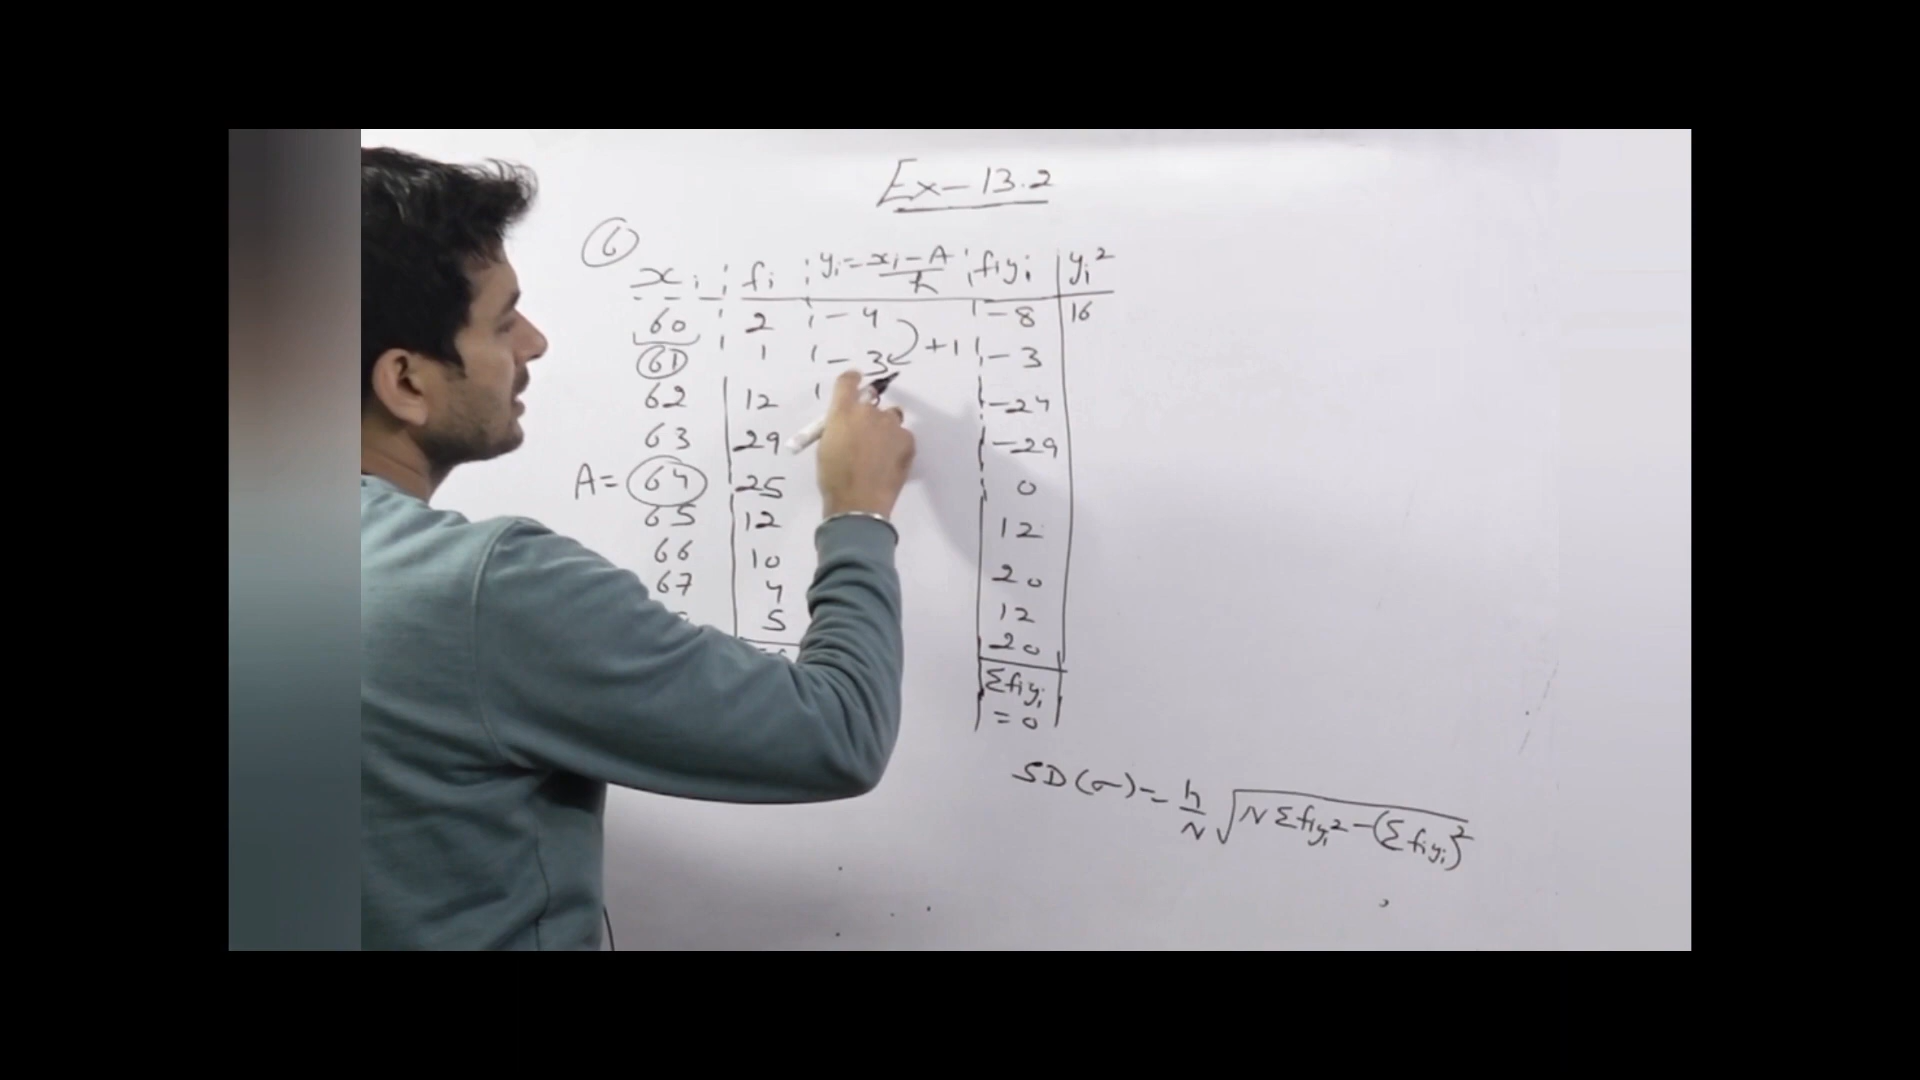 Ex-13.2
6
xi fi yi = xi - A / h fiyi yi²
60 2 -4 -8 16
61 1 -3 +1 -3
62 12 -24
63 29 -29
A = 64 25 0
65 12 12
66 10 20
67 4 12
5 20
Σfiyi
= 0
SD(σ) = h/N √NΣfiyi² - (Σfiyi)²